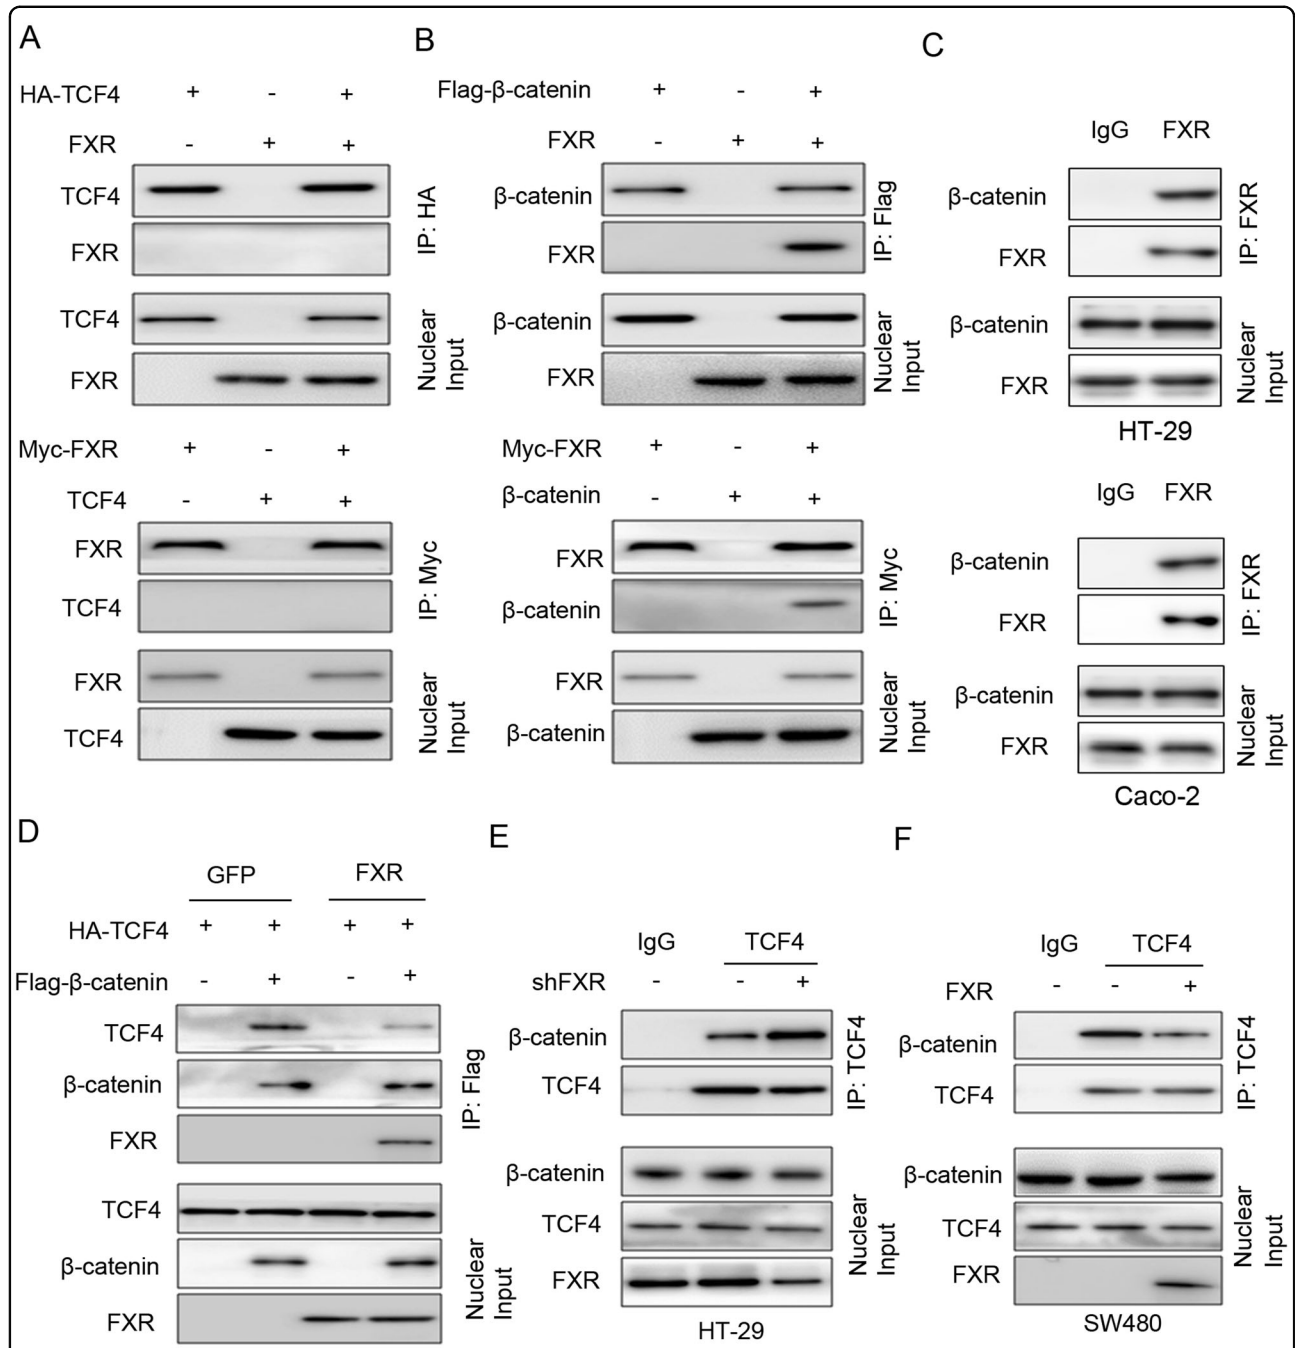 A
HA-TCF4 + - +
FXR - + +
TCF4
FXR
IP: HA
TCF4
FXR
Nuclear
Input
Myc-FXR + - +
TCF4 - + +
FXR
TCF4
IP: Myc
FXR
TCF4
Nuclear
Input
B
Flag-β-catenin + - +
FXR - + +
β-catenin
FXR
IP: Flag
β-catenin
FXR
Nuclear
Input
Myc-FXR + - +
β-catenin - + +
FXR
β-catenin
IP: Myc
FXR
β-catenin
Nuclear
Input
C
IgG FXR
β-catenin
FXR
IP: FXR
β-catenin
FXR
Nuclear
Input
HT-29
IgG FXR
β-catenin
FXR
IP: FXR
β-catenin
FXR
Nuclear
Input
Caco-2
D
GFP FXR
HA-TCF4 + + + +
Flag-β-catenin - + - +
TCF4
β-catenin
FXR
IP: Flag
TCF4
β-catenin
FXR
Nuclear
Input
E
IgG TCF4
shFXR - - +
β-catenin
TCF4
IP: TCF4
β-catenin
TCF4
FXR
Nuclear
Input
HT-29
F
IgG TCF4
FXR - - +
β-catenin
TCF4
IP: TCF4
β-catenin
TCF4
FXR
Nuclear
Input
SW480